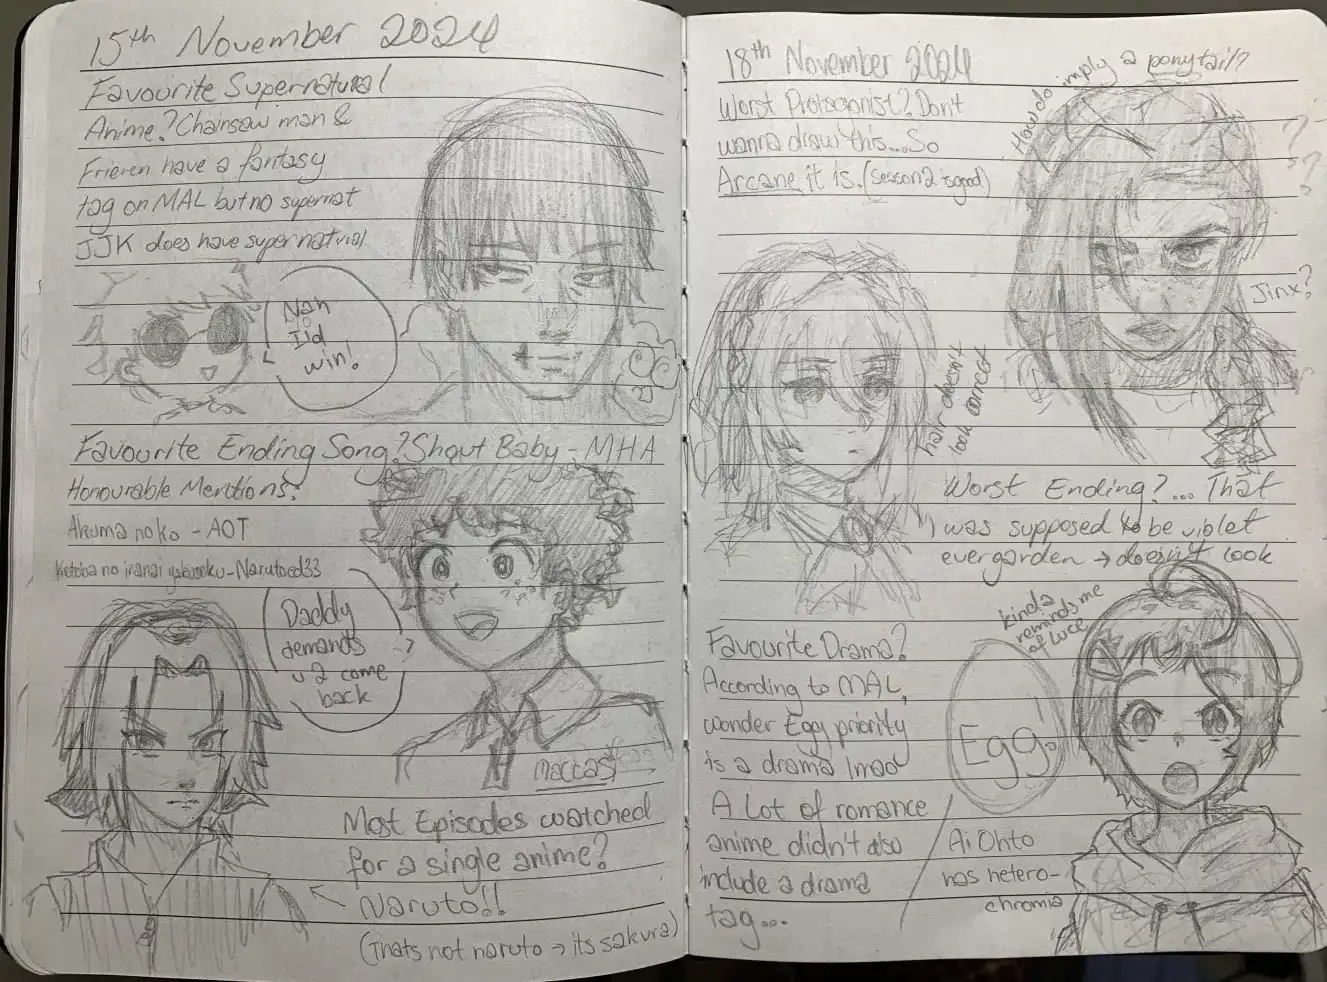 15th November 2024
Favourite Supernatural
Anime? Chainsaw man &
Frieren have a fantasy
tag on MAL but no supernat
JJK does have supernatural
Nah
I'd
win!
Favourite Ending Song? Shout Baby - MHA
Honourable Mentions?
Akuma no ko - AOT
no iranai yakusoku - Naruto ed33
Daddy
demands
u 2 come
back
maccas
Most Episodes watched
for a single anime?
Naruto!!
(Thats not naruto → its sakura)
18th November 2024
Worst Protagonist? Don't
wanna draw this... So
Arcane it is. (season 2 is good)
How do imply a ponytail?
Jinx?
hair doesn't
look correct
Worst Ending?... That
was supposed to be violet
evergarden → doesn't look
Favourite Drama?
According to MAL,
wonder Egg priority
is a drama lmao
A Lot of romance
anime didn't also
include a drama
tag...
kinda
reminds me
of Luce
Egg!
Ai Ohto
has hetero-
chromia